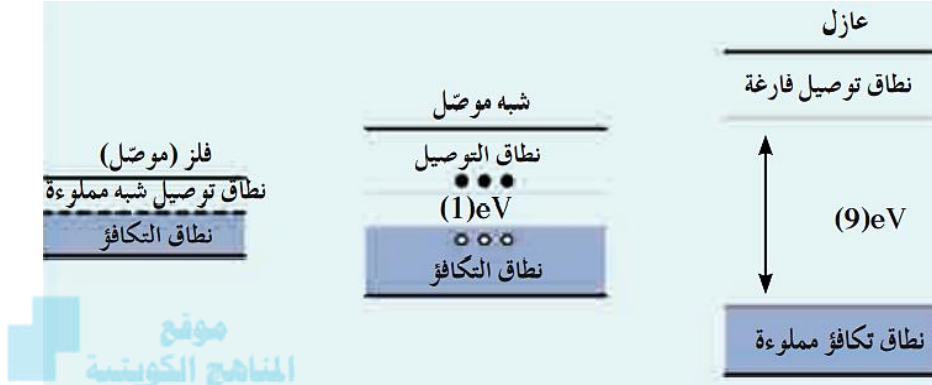 عازل
نطاق توصيل فارغة
(9)eV
نطاق تكافؤ مملوءة
شبه موصّل
نطاق التوصيل
(1)eV
نطاق التكافؤ
فلز (موصّل)
نطاق توصيل شبه مملوءة
نطاق التكافؤ
موقع
المناهج الكويتية